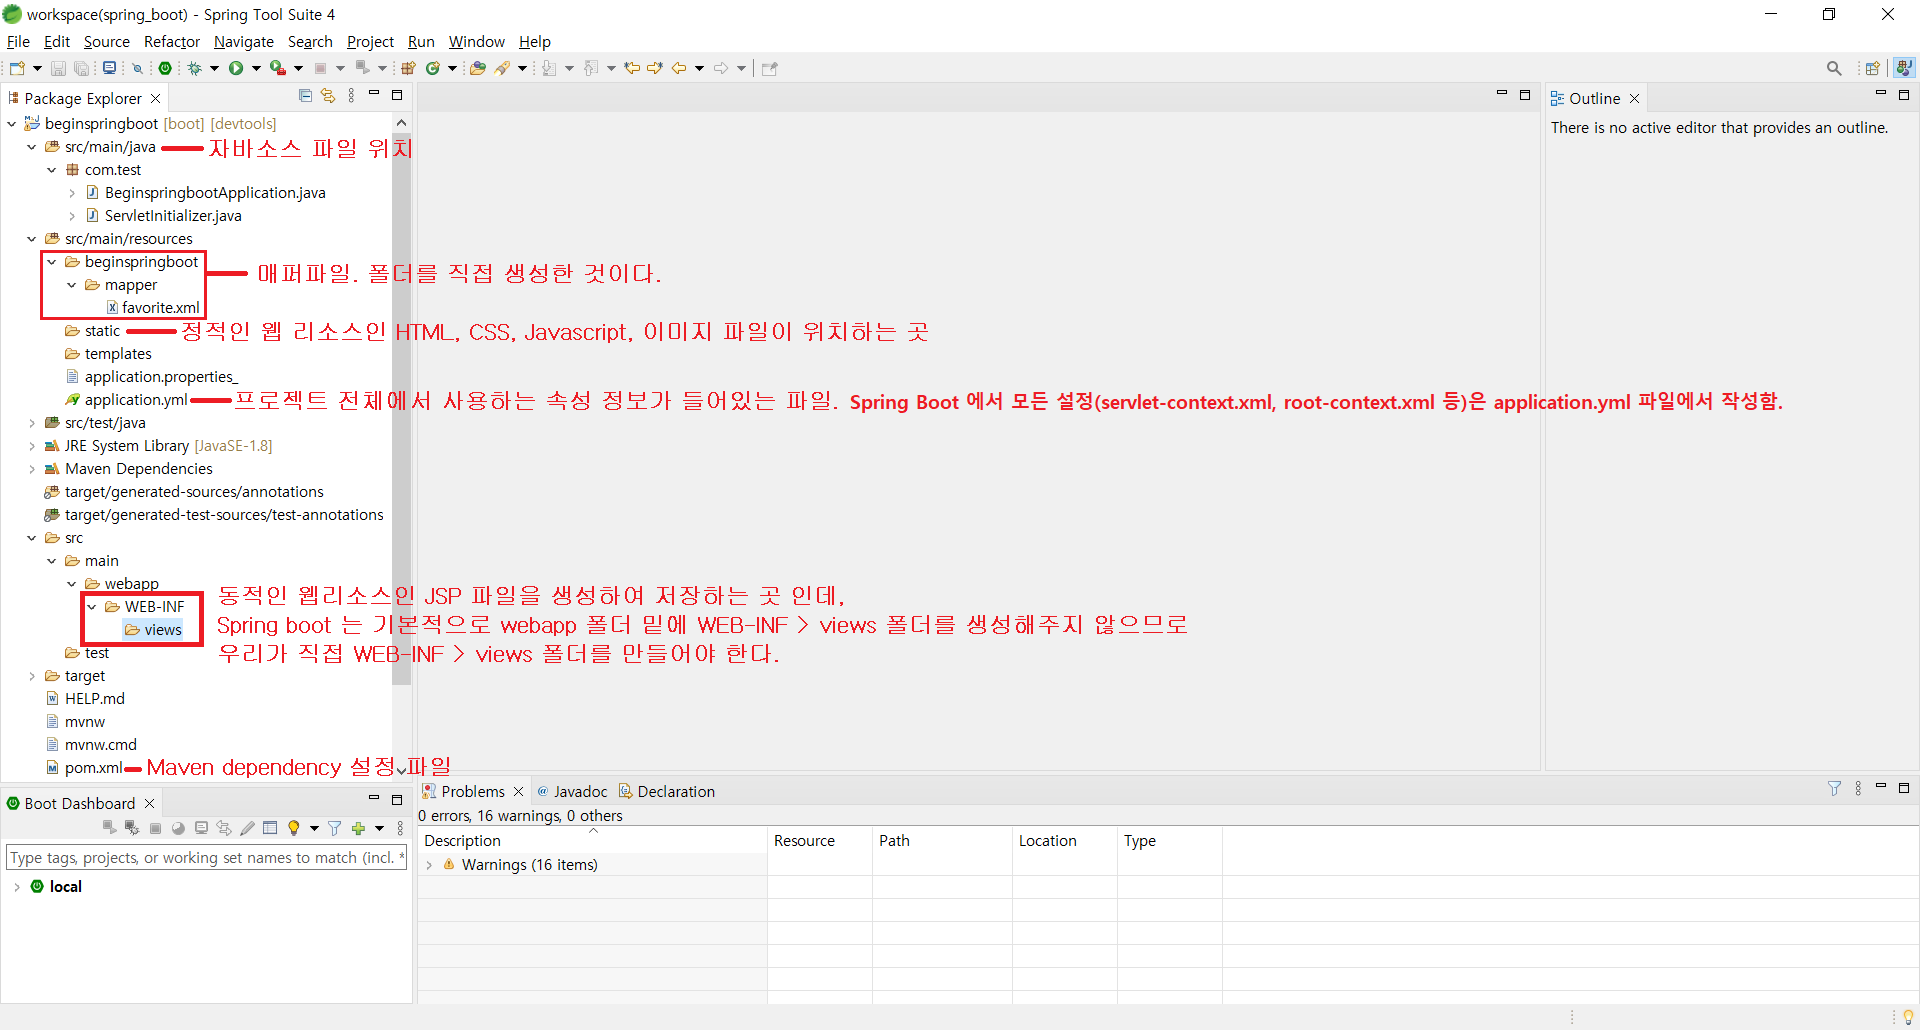 workspace(spring_boot) - Spring Tool Suite 4
File Edit Source Refactor Navigate Search Project Run Window Help
Package Explorer
beginspringboot [boot] [devtools]
src/main/java 자바소스 파일 위치
com.test
BeginspringbootApplication.java
ServletInitializer.java
src/main/resources
beginspringboot
매퍼파일. 폴더를 직접 생성한 것이다.
mapper
favorite.xml
static 정적인 웹 리소스인 HTML, CSS, Javascript, 이미지 파일이 위치하는 곳
templates
application.properties_
application.yml 프로젝트 전체에서 사용하는 속성 정보가 들어있는 파일. Spring Boot 에서 모든 설정(servlet-context.xml, root-context.xml 등)은 application.yml 파일에서 작성함.
src/test/java
JRE System Library [JavaSE-1.8]
Maven Dependencies
target/generated-sources/annotations
target/generated-test-sources/test-annotations
src
main
webapp
WEB-INF
views
동적인 웹리소스인 JSP 파일을 생성하여 저장하는 곳 인데,
Spring boot 는 기본적으로 webapp 폴더 밑에 WEB-INF > views 폴더를 생성해주지 않으므로
우리가 직접 WEB-INF > views 폴더를 만들어야 한다.
test
target
HELP.md
mvnw
mvnw.cmd
pom.xml Maven dependency 설정 파일
Outline
There is no active editor that provides an outline.
Boot Dashboard
Type tags, projects, or working set names to match (incl. *
local
Problems Javadoc Declaration
0 errors, 16 warnings, 0 others
Description Resource Path Location Type
Warnings (16 items)